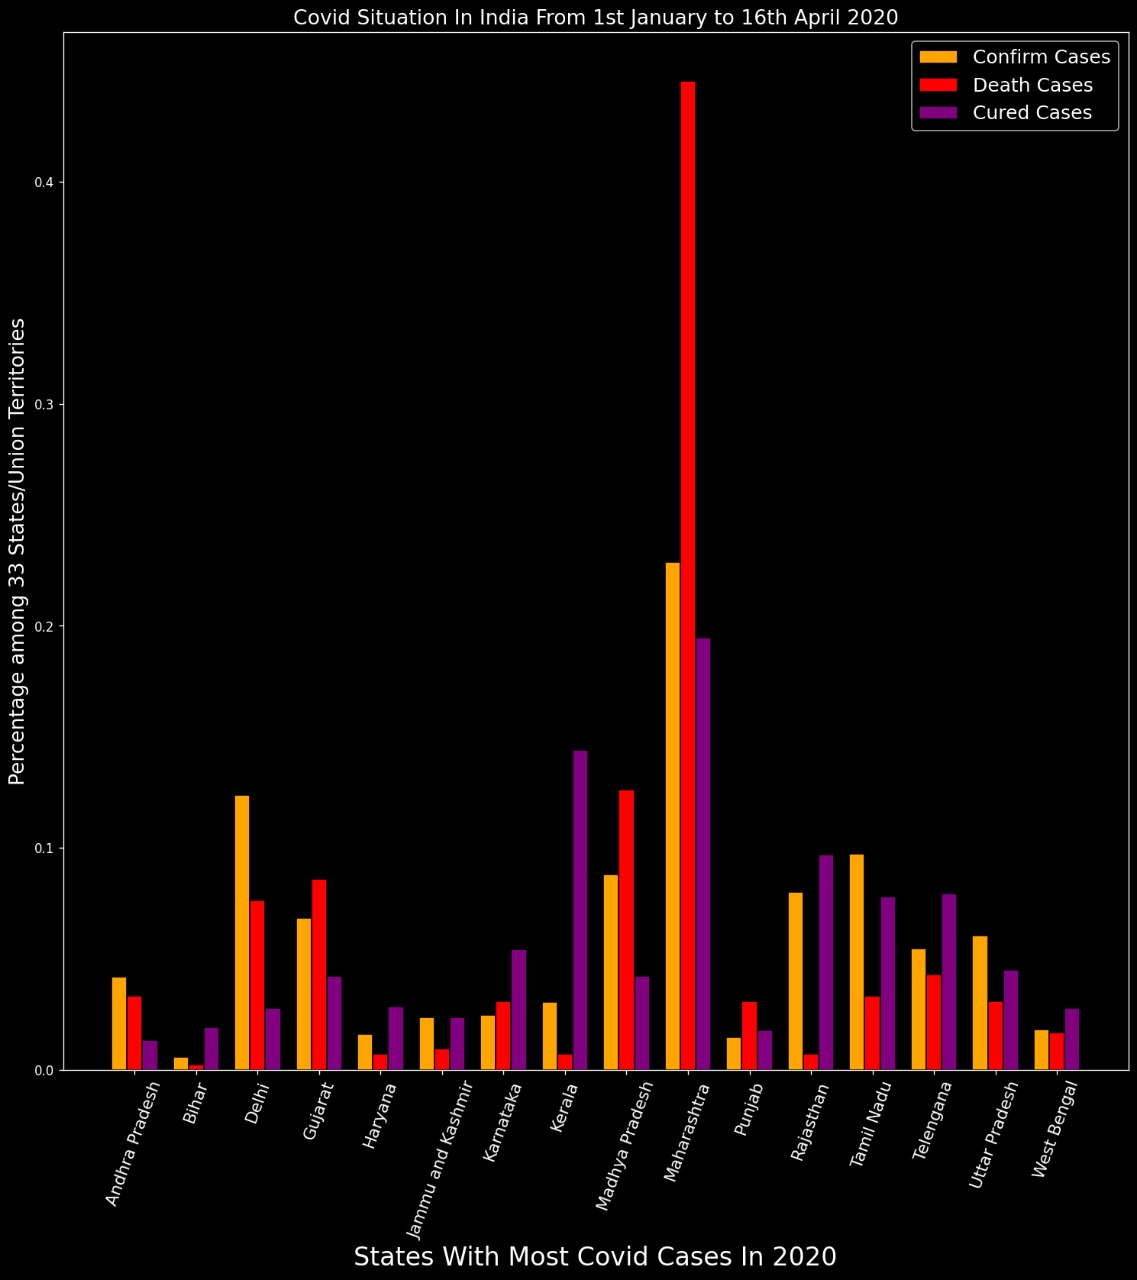 Covid Situation In India From 1st January to 16th April 2020
Confirm Cases
Death Cases
Cured Cases
Percentage among 33 States/Union Territories
0.4
0.3
0.2
0.1
0.0
Andhra Pradesh
Bihar
Delhi
Gujarat
Haryana
Jammu and Kashmir
Karnataka
Kerala
Madhya Pradesh
Maharashtra
Punjab
Rajasthan
Tamil Nadu
Telengana
Uttar Pradesh
West Bengal
States With Most Covid Cases In 2020